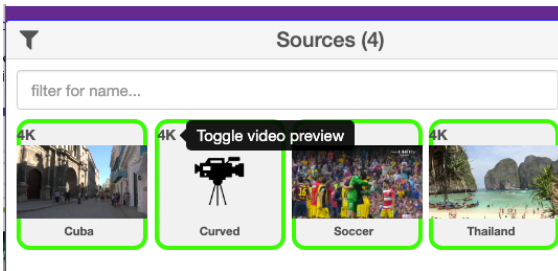 Sources (4)
filter for name...
4K
4K
Toggle video preview
4K
Cuba
Curved
Soccer
Thailand